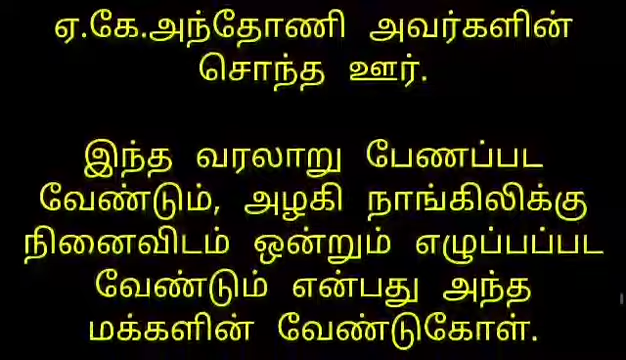 ஏ.கே.அந்தோணி அவர்களின்
சொந்த ஊர்.
இந்த வரலாறு பேணப்பட
வேண்டும், அழகி நாங்கிலிக்கு
நினைவிடம் ஒன்றும் எழுப்பப்பட
வேண்டும் என்பது அந்த
மக்களின் வேண்டுகோள்.